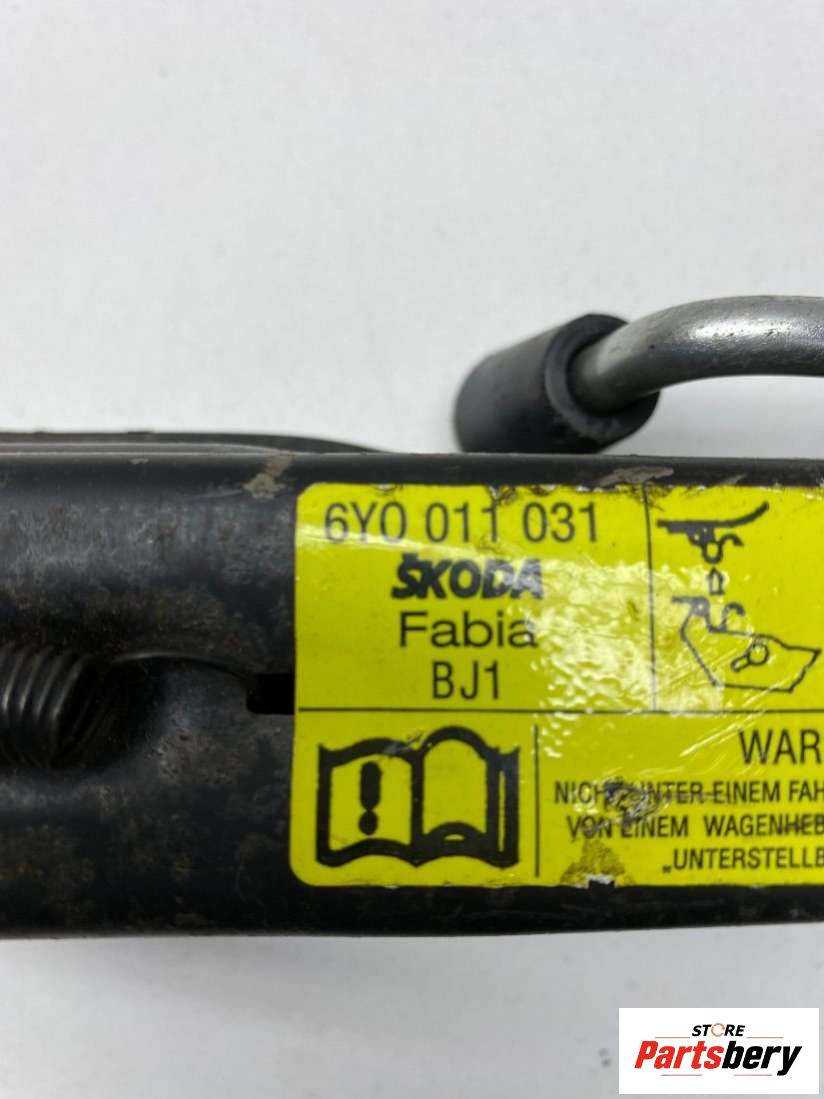 6Y0 011 031
ŠKODA
Fabia
BJ1
WAR
NICHT UNTER EINEM FAH
VON EINEM WAGENHEB
„UNTERSTELLB
STORE
Partsbery